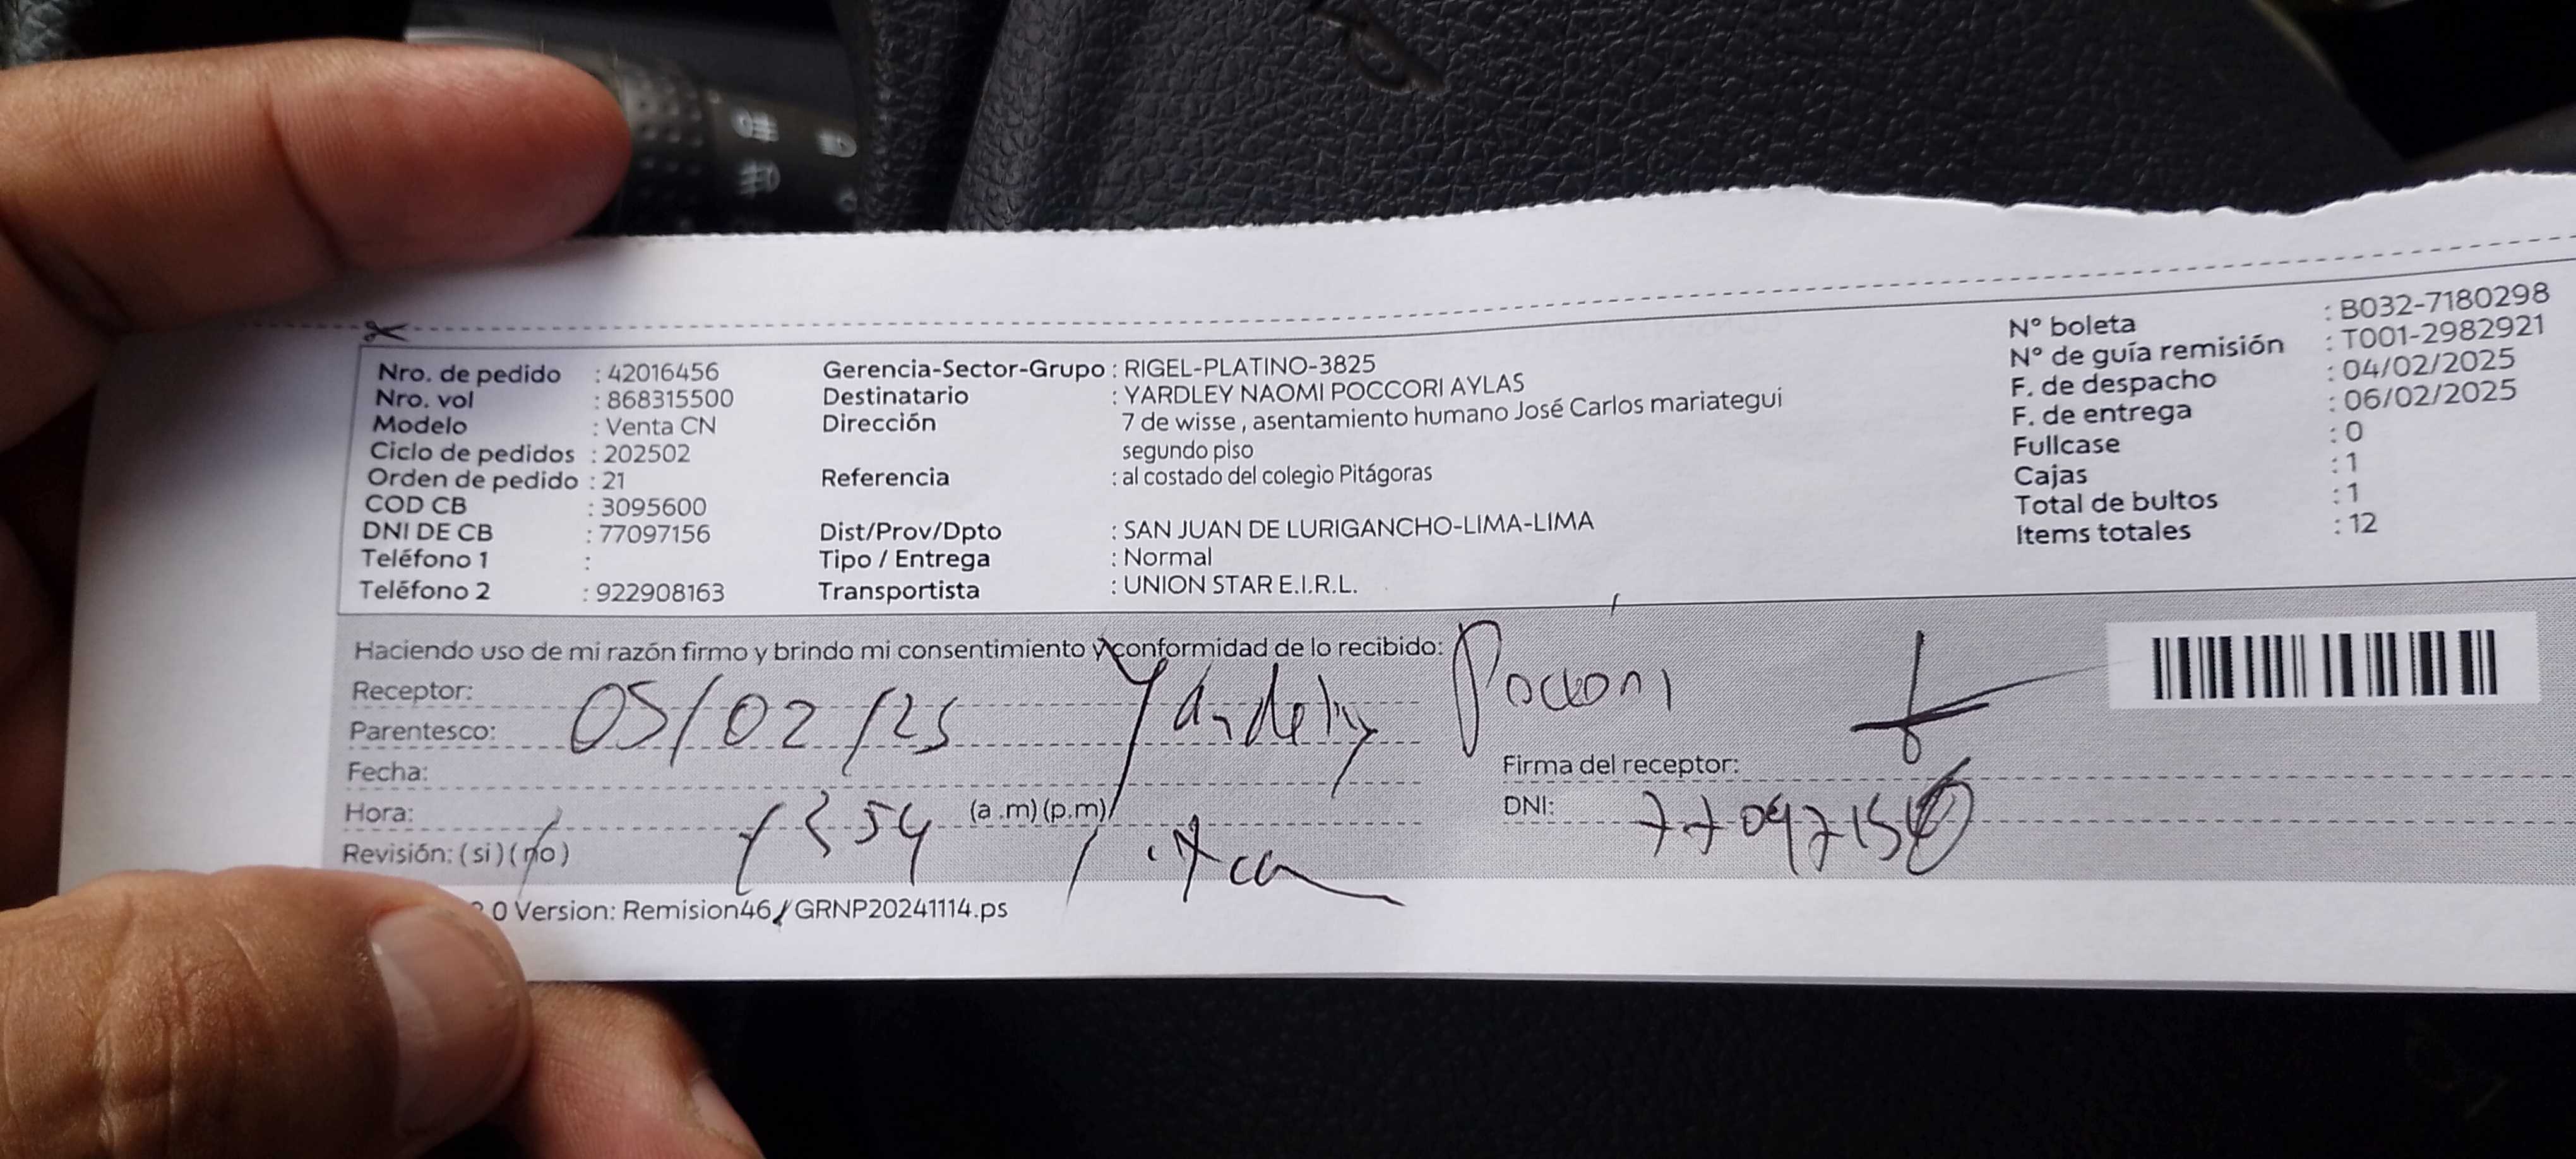 Nro. de pedido : 42016456
Nro. vol : 868315500
Modelo : Venta CN
Ciclo de pedidos : 202502
Orden de pedido : 21
COD CB : 3095600
DNI DE CB : 77097156
Teléfono 1 :
Teléfono 2 : 922908163
Gerencia-Sector-Grupo : RIGEL-PLATINO-3825
Destinatario : YARDLEY NAOMI POCCORI AYLAS
Dirección 7 de wisse , asentamiento humano José Carlos mariategui
segundo piso
Referencia : al costado del colegio Pitágoras
Dist/Prov/Dpto : SAN JUAN DE LURIGANCHO-LIMA-LIMA
Tipo / Entrega : Normal
Transportista : UNION STAR E.I.R.L.
N° boleta : B032-7180298
N° de guía remisión : T001-2982921
F. de despacho : 04/02/2025
F. de entrega : 06/02/2025
Fullcase : 0
Cajas : 1
Total de bultos : 1
Items totales : 12
Haciendo uso de mi razón firmo y brindo mi consentimiento y conformidad de lo recibido:
Receptor:
Parentesco: 05/02/25 Yardely Poccori
Fecha:
Hora: 54 (a .m) (p.m)
Revisión: ( si ) ( no )
Firma del receptor:
DNI: 77097156
0 Version: Remision46 / GRNP20241114.ps